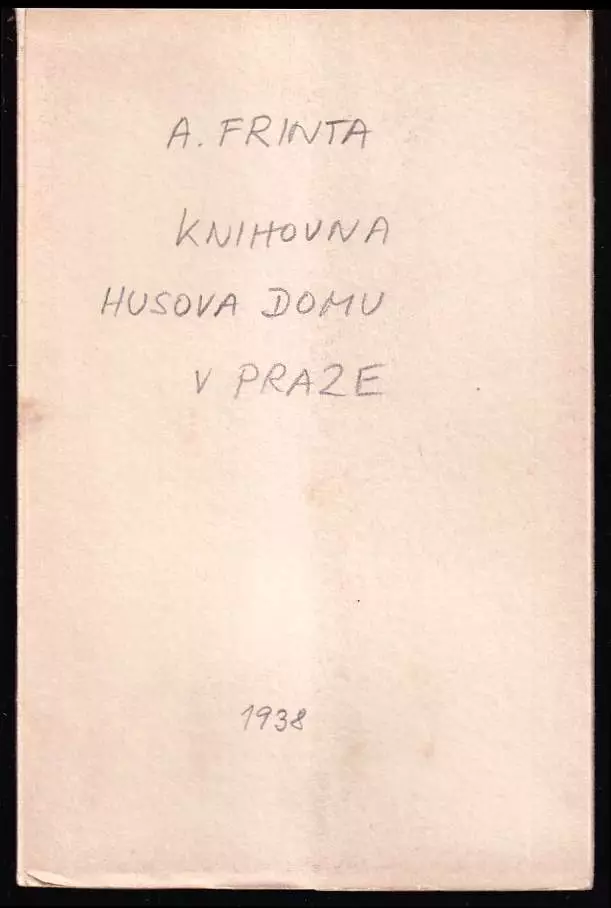 A. FRINTA
KNIHOVNA
HUSOVA DOMU
V PRAZE
1938